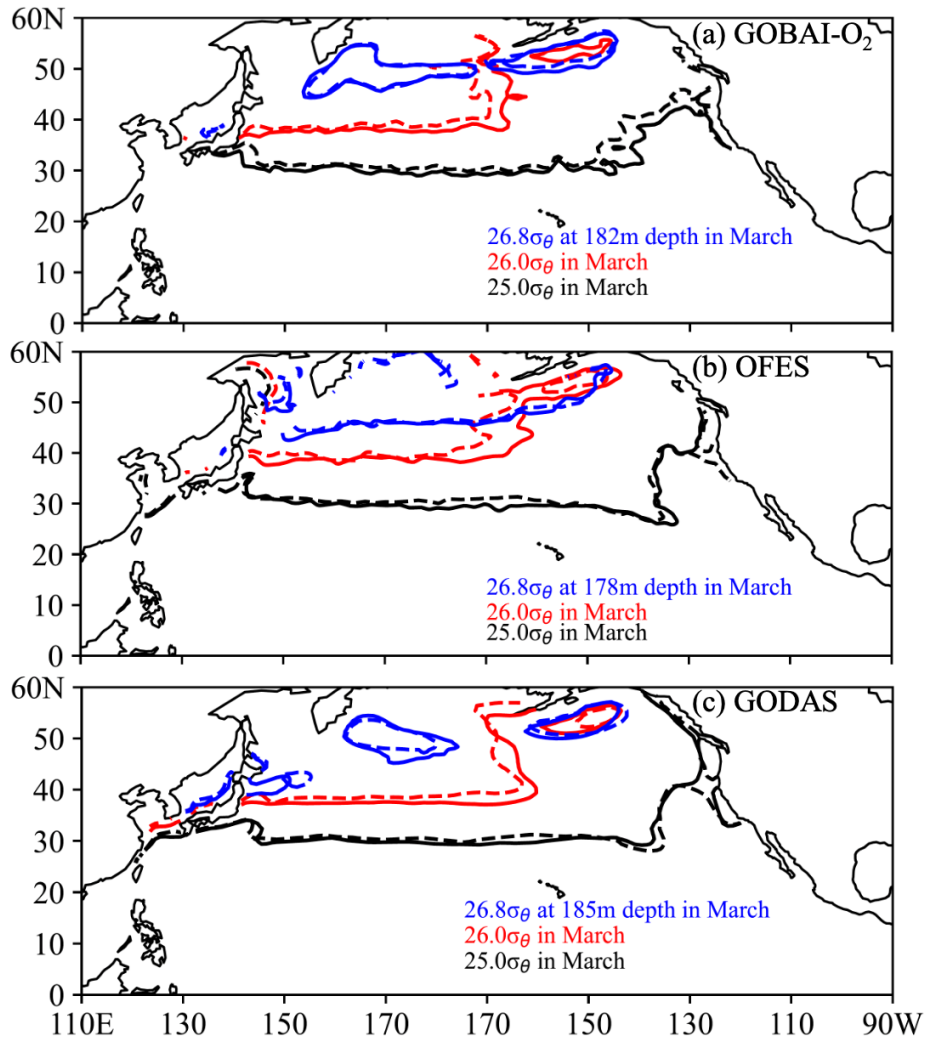 60N
(a) GOBAI-O₂
50
40
30
20
26.8σθ at 182m depth in March
26.0σθ in March
10
25.0σθ in March
0
60N
(b) OFES
50
40
30
20
26.8σθ at 178m depth in March
10
26.0σθ in March
25.0σθ in March
0
60N
(c) GODAS
50
40
30
20
26.8σθ at 185m depth in March
26.0σθ in March
10
25.0σθ in March
0
110E 130 150 170 170 150 130 110 90W